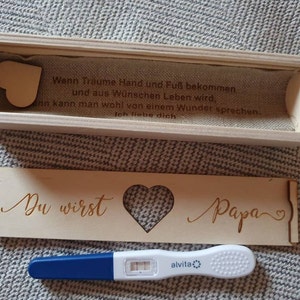 Wenn Träume Hand und Fuß bekommen
und aus Wünschen Leben wird,
kann man wohl von einem Wunder sprechen.
Ich liebe dich
Du wirst Papa
alvita